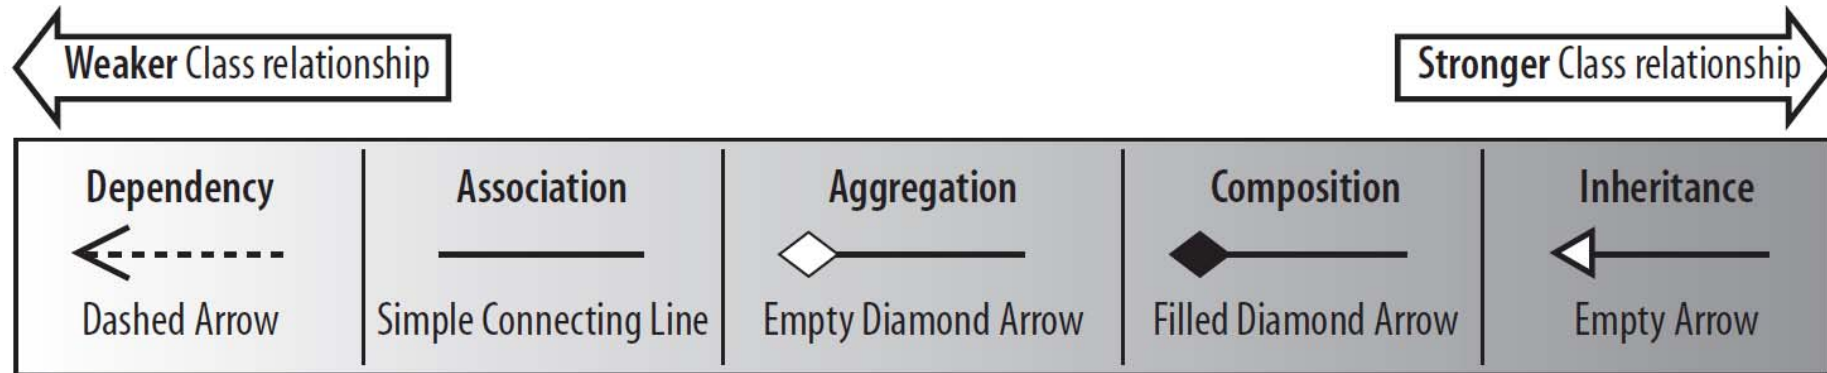 Weaker Class relationship
Stronger Class relationship
Dependency
Association
Aggregation
Composition
Inheritance
Dashed Arrow
Simple Connecting Line
Empty Diamond Arrow
Filled Diamond Arrow
Empty Arrow